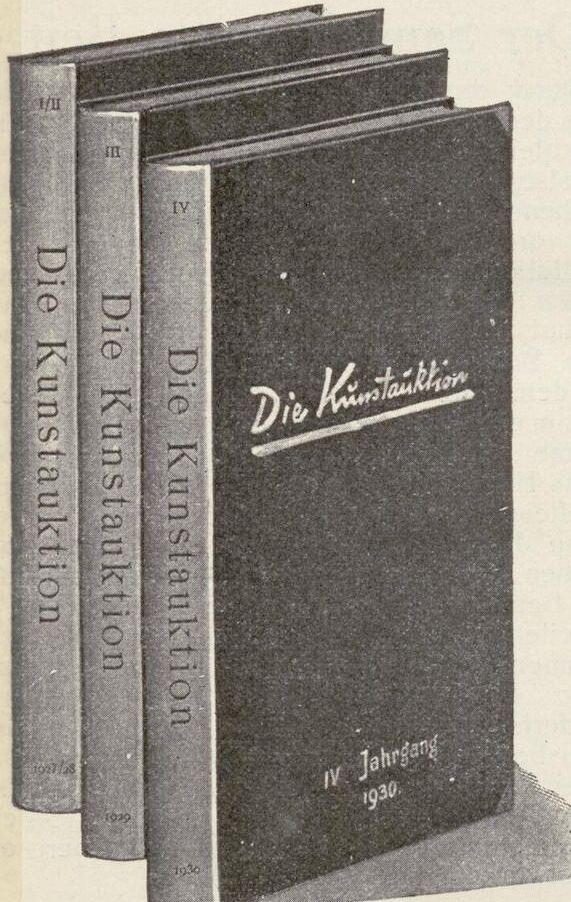 I/II
Die Kunstauktion
1927/28
III
Die Kunstauktion
1929
IV
Die Kunstauktion
1930
Die Kunstauktion
IV Jahrgang
1930.